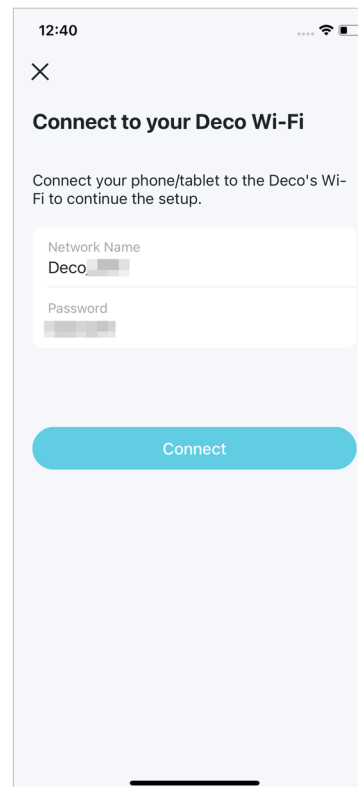 12:40
Connect to your Deco Wi-Fi
Connect your phone/tablet to the Deco's Wi-
Fi to continue the setup.
Network Name
Deco_
Password
Connect